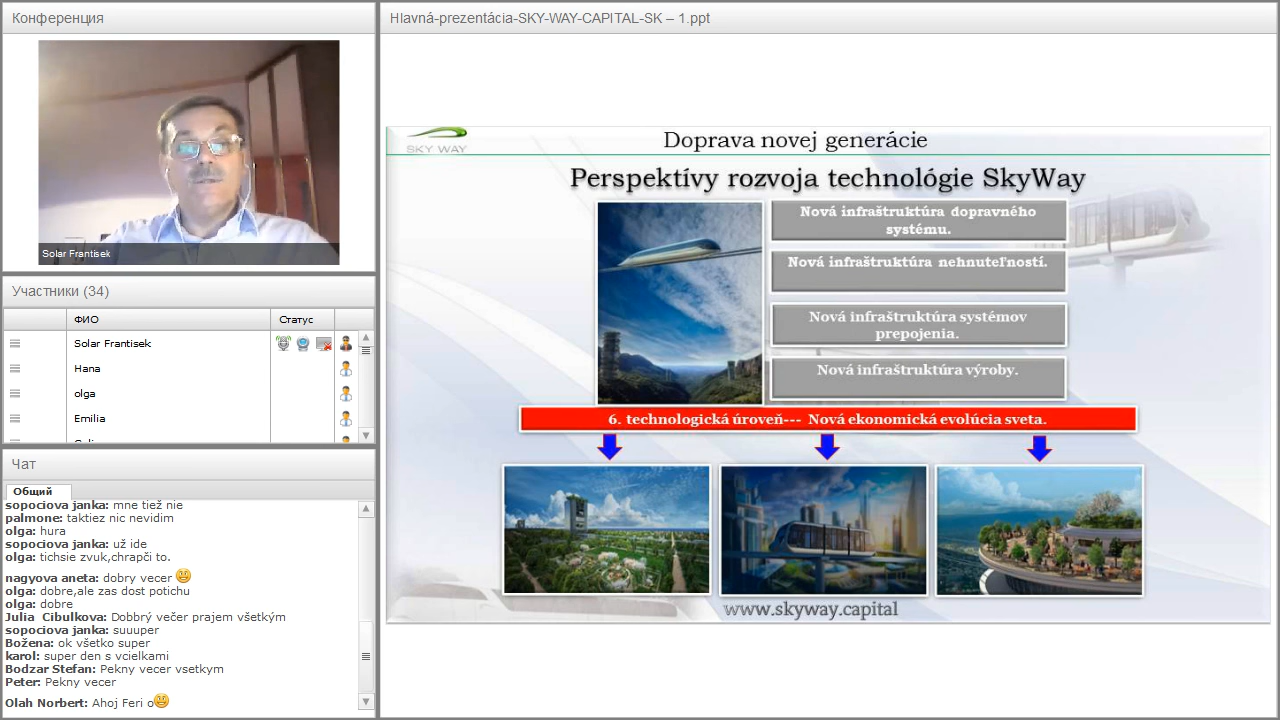 Конференция
Solar Frantisek
Участники (34)
ФИО
Статус
Solar Frantisek
Hana
olga
Emilia
Чат
Общий
sopociova janka: mne tiež nie
palmone: taktiez nic nevidim
olga: hura
sopociova janka: už ide
olga: tichsie zvuk,chrapči to.
nagyova aneta: dobry vecer
olga: dobre,ale zas dost potichu
olga: dobre
Julia Cibulkova: Dobbrý večer prajem všetkým
sopociova janka: suuuper
Božena: ok všetko super
karol: super den s vcielkami
Bodzar Stefan: Pekny vecer vsetkym
Peter: Pekny vecer
Olah Norbert: Ahoj Feri o
Hlavná-prezentácia-SKY-WAY-CAPITAL-SK – 1.ppt
SKY WAY
Doprava novej generácie
Perspektívy rozvoja technológie SkyWay
Nová infraštruktúra dopravného
systému.
Nová infraštruktúra nehnuteľností.
Nová infraštruktúra systémov
prepojenia.
Nová infraštruktúra výroby.
6. technologická úroveň--- Nová ekonomická evolúcia sveta.
www.skyway.capital